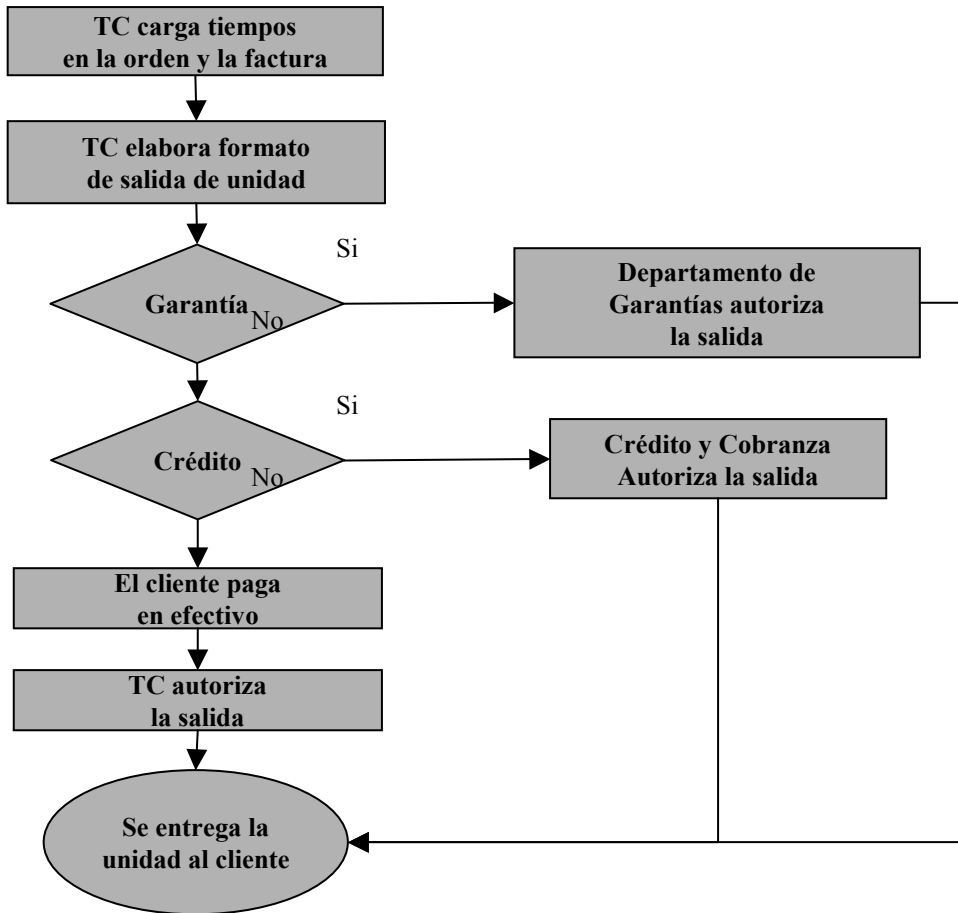 TC carga tiempos
en la orden y la factura
TC elabora formato
de salida de unidad
Si
Garantía
No
Departamento de
Garantías autoriza
la salida
Si
Crédito
No
Crédito y Cobranza
Autoriza la salida
El cliente paga
en efectivo
TC autoriza
la salida
Se entrega la
unidad al cliente